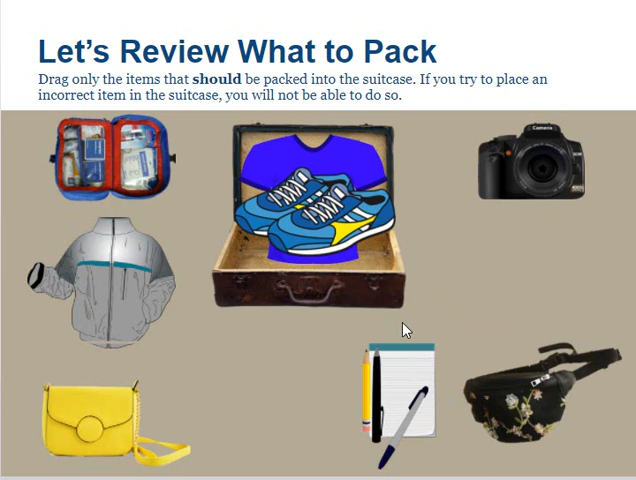 Let's Review What to Pack
Drag only the items that should be packed into the suitcase. If you try to place an
incorrect item in the suitcase, you will not be able to do so.
Camera